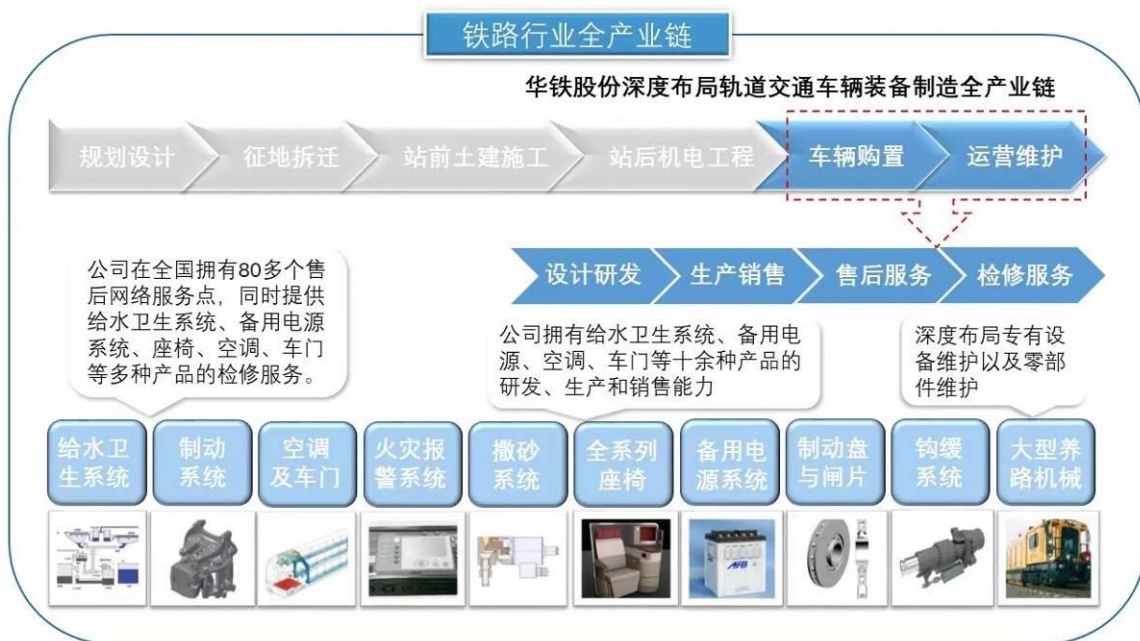 铁路行业全产业链
华铁股份深度布局轨道交通车辆装备制造全产业链
规划设计
征地拆迁
站前土建施工
站后机电工程
车辆购置
运营维护
公司在全国拥有80多个售
后网络服务点，同时提供
给水卫生系统、备用电源
系统、座椅、空调、车门
等多种产品的检修服务。
设计研发
生产销售
售后服务
检修服务
公司拥有给水卫生系统、备用电
源、空调、车门等十余种产品的
研发、生产和销售能力
深度布局专有设
备维护以及零部
件维护
给水卫
生系统
制动
系统
空调
及车门
火灾报
警系统
撒砂
系统
全系列
座椅
备用电
源系统
制动盘
与闸片
钩缓
系统
大型养
路机械